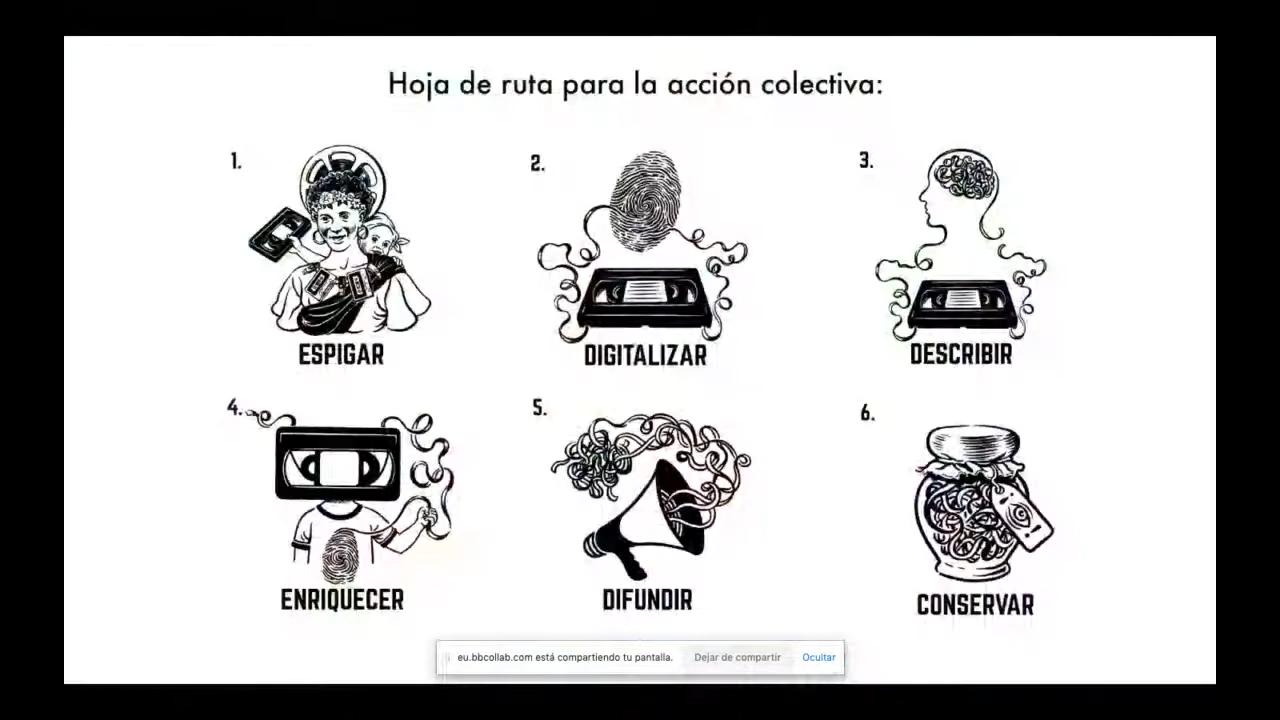 Hoja de ruta para la acción colectiva:
1.
ESPIGAR
2.
DIGITALIZAR
3.
DESCRIBIR
4.
ENRIQUECER
5.
DIFUNDIR
6.
CONSERVAR
eu.bbcollab.com está compartiendo tu pantalla. Dejar de compartir Ocultar